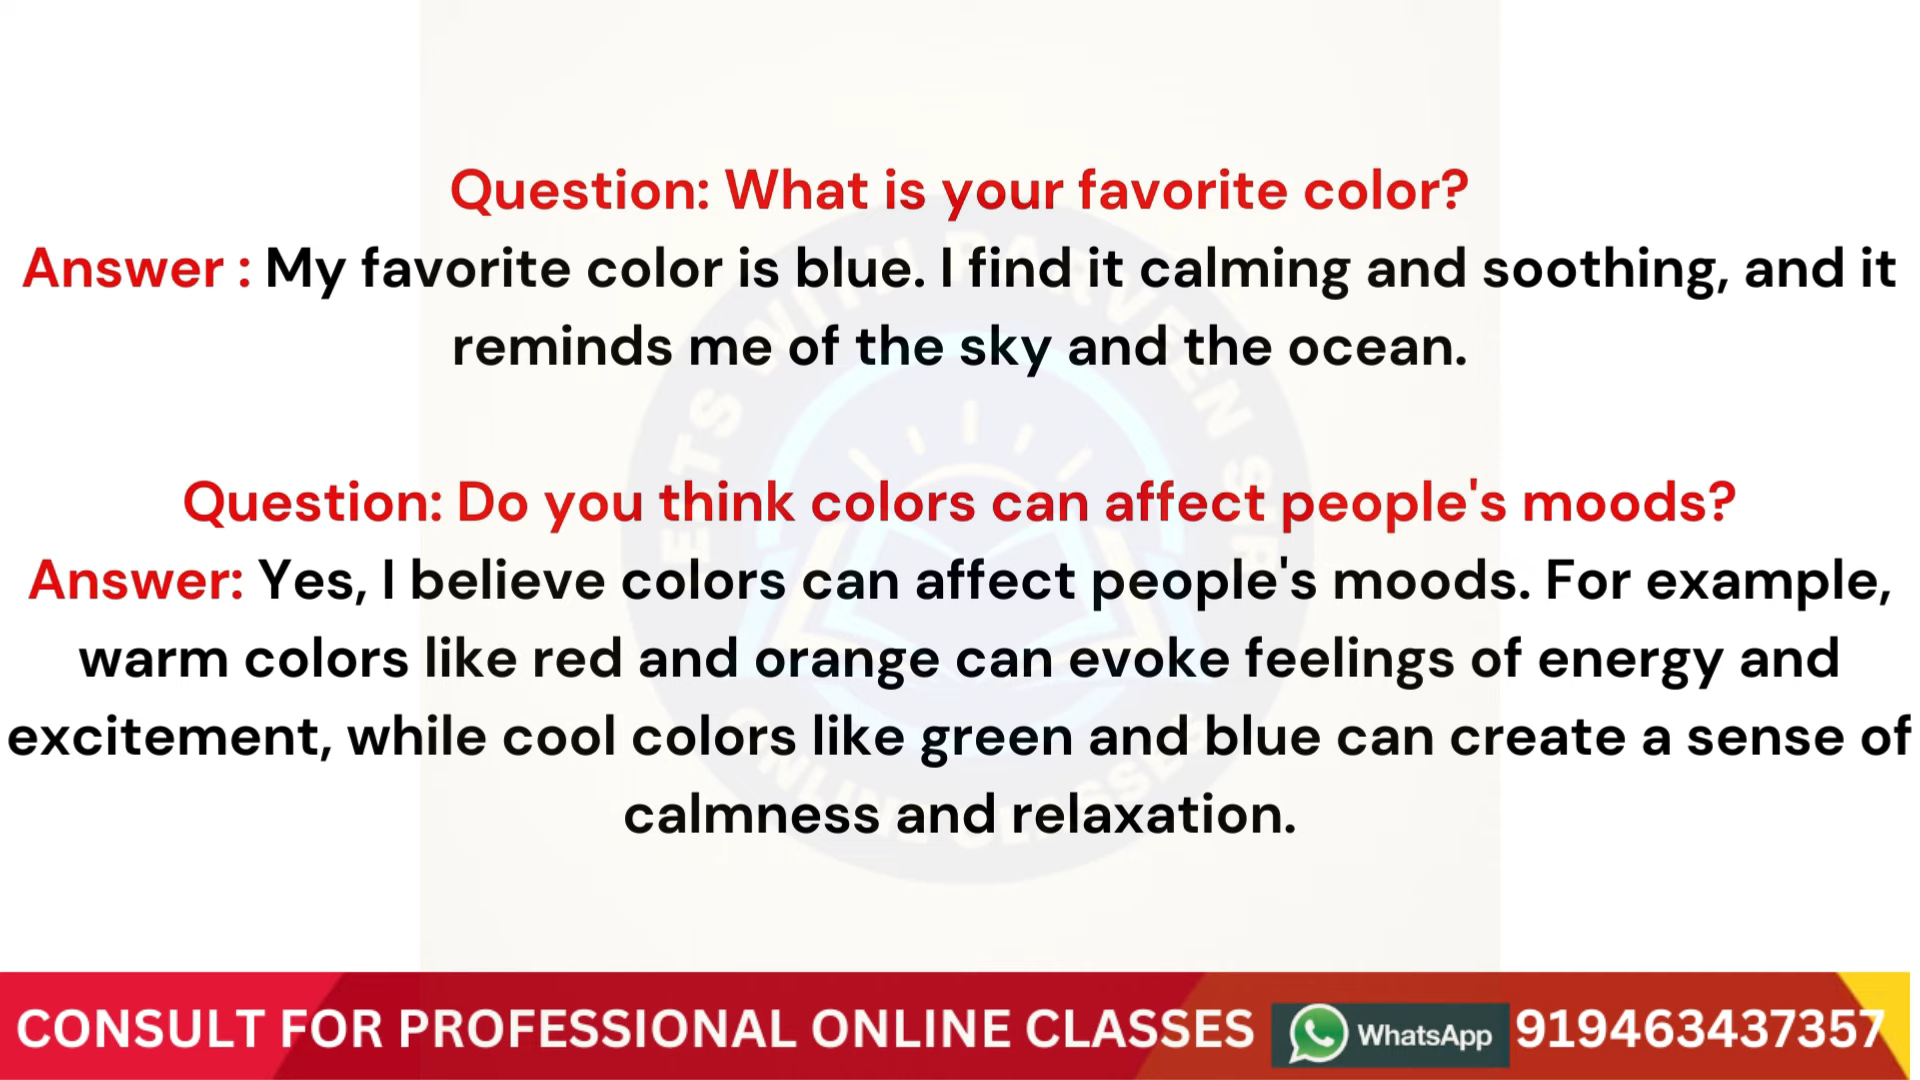 Question: What is your favorite color?
Answer : My favorite color is blue. I find it calming and soothing, and it
reminds me of the sky and the ocean.
Question: Do you think colors can affect people's moods?
Answer: Yes, I believe colors can affect people's moods. For example,
warm colors like red and orange can evoke feelings of energy and
excitement, while cool colors like green and blue can create a sense of
calmness and relaxation.
CONSULT FOR PROFESSIONAL ONLINE CLASSES WhatsApp 919463437357